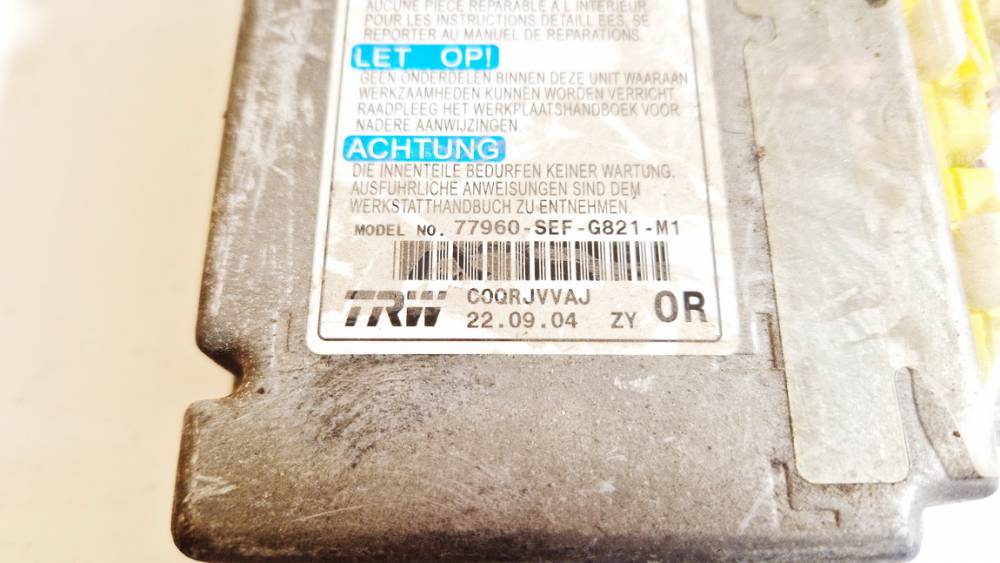 AUCUNE PIECE REPARABLE A L'INTERIEUR.
POUR LES INSTRUCTIONS DETAILLEES, SE
REPORTER AU MANUEL DE REPARATIONS.
LET OP!
GEEN ONDERDELEN BINNEN DEZE UNIT WAARAAN
WERKZAAMHEDEN KUNNEN WORDEN VERRICHT.
RAADPLEEG HET WERKPLAATSHANDBOEK VOOR
NADERE AANWIJZINGEN.
ACHTUNG
DIE INNENTEILE BEDURFEN KEINER WARTUNG.
AUSFUHRLICHE ANWEISUNGEN SIND DEM
WERKSTATTHANDBUCH ZU ENTNEHMEN.
MODEL NO. 77960-SEF-G821-M1
TRW C0QRJVVAJ 0R
22.09.04 ZY